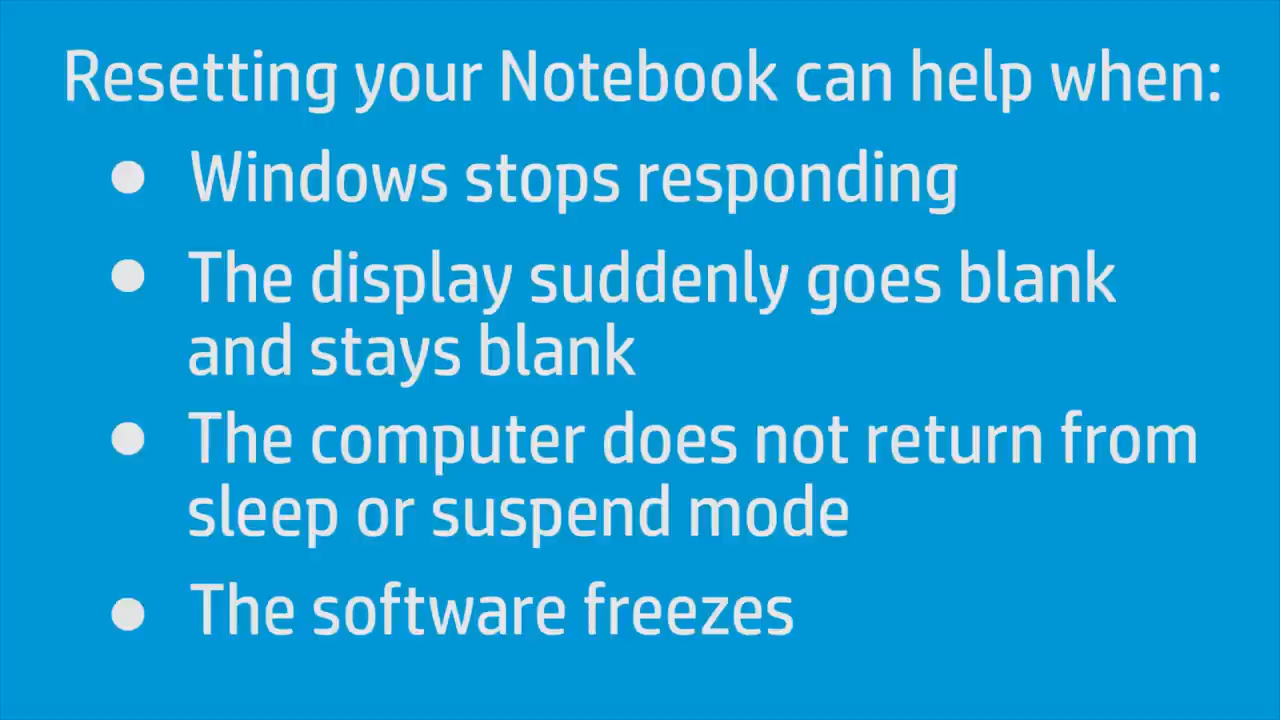 Resetting your Notebook can help when:
● Windows stops responding
● The display suddenly goes blank
and stays blank
● The computer does not return from
sleep or suspend mode
● The software freezes